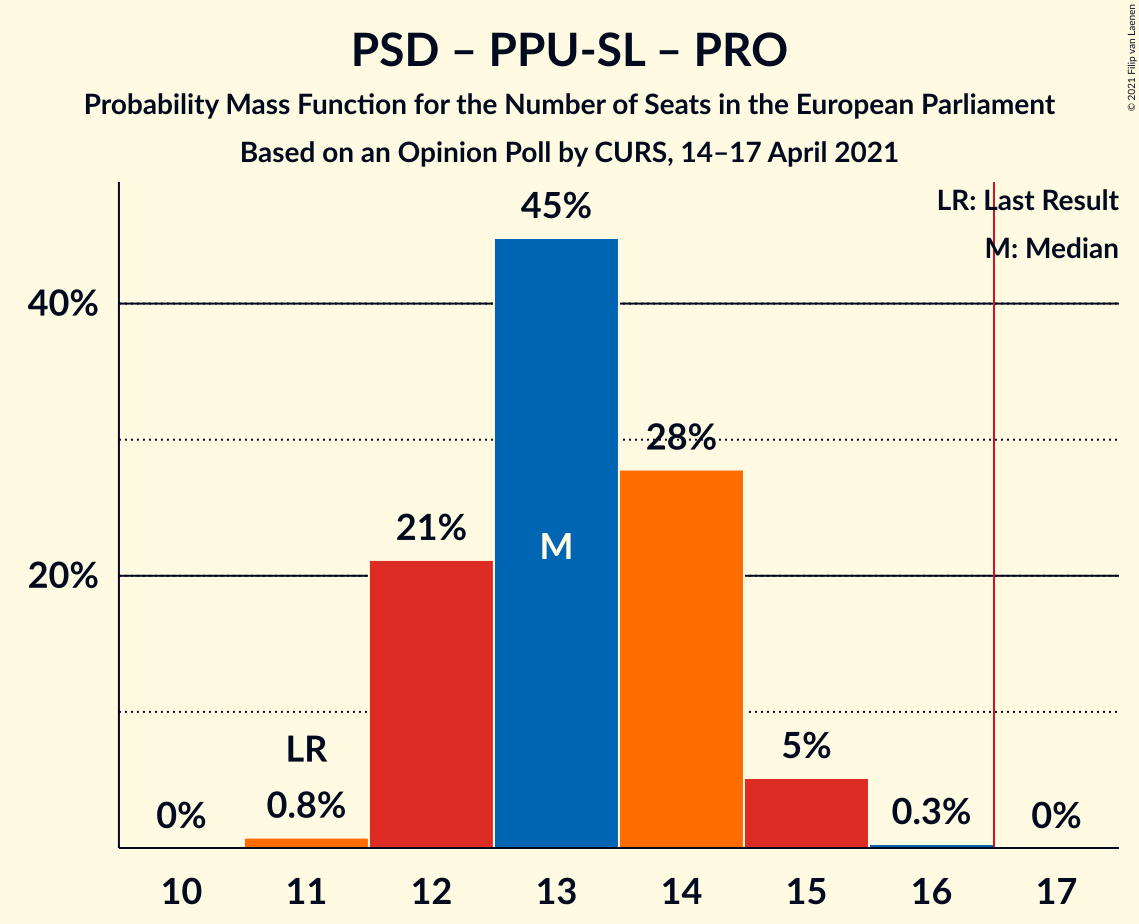 PSD – PPU-SL – PRO
Probability Mass Function for the Number of Seats in the European Parliament
Based on an Opinion Poll by CURS, 14–17 April 2021
© 2021 Filip van Laenen
LR: Last Result
M: Median
45%
40%
28%
21%
M
20%
LR
5%
0%
0.8%
0.3%
0%
10 11 12 13 14 15 16 17